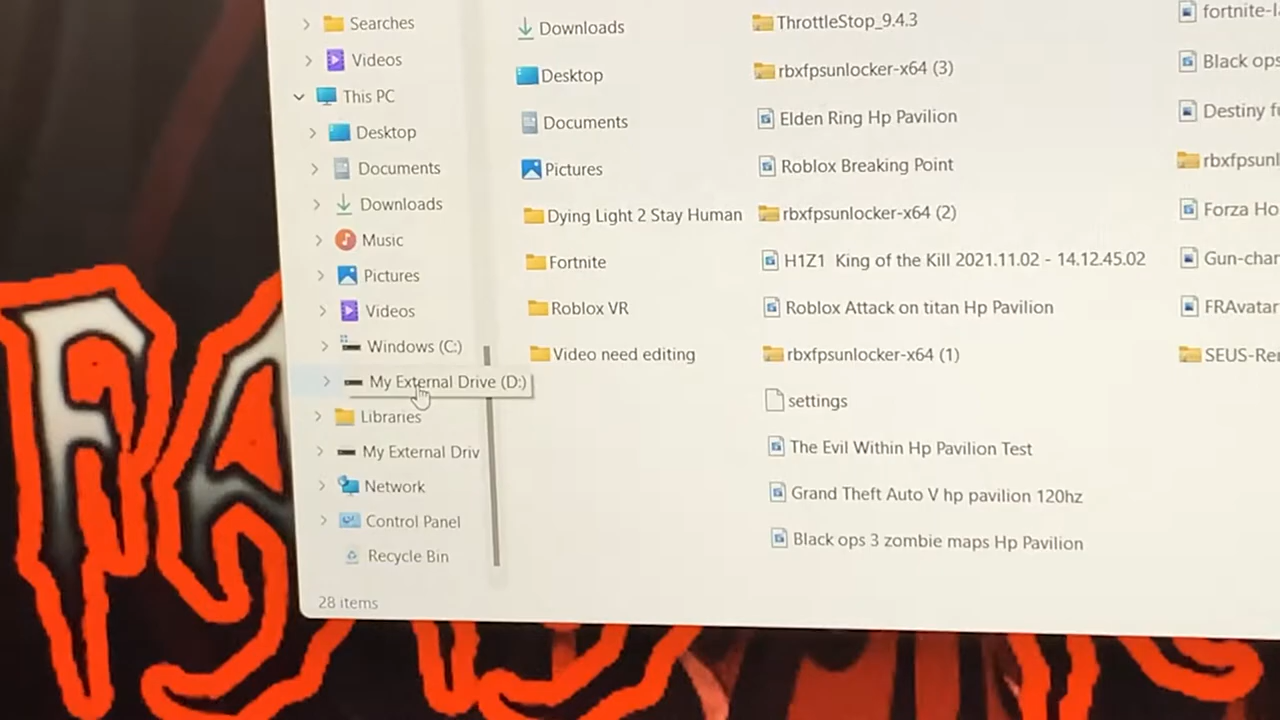 Searches
Videos
This PC
Desktop
Documents
Downloads
Music
Pictures
Videos
Windows (C:)
My External Drive (D:)
Libraries
My External Driv
Network
Control Panel
Recycle Bin
28 items
Downloads
Desktop
Documents
Pictures
Dying Light 2 Stay Human
Fortnite
Roblox VR
Video need editing
ThrottleStop_9.4.3
rbxfpsunlocker-x64 (3)
Elden Ring Hp Pavilion
Roblox Breaking Point
rbxfpsunlocker-x64 (2)
H1Z1 King of the Kill 2021.11.02 - 14.12.45.02
Roblox Attack on titan Hp Pavilion
rbxfpsunlocker-x64 (1)
settings
The Evil Within Hp Pavilion Test
Grand Theft Auto V hp pavilion 120hz
Black ops 3 zombie maps Hp Pavilion
fortnite-l
Black ops
Destiny f
rbxfpsunl
Forza Ho
Gun-char
FRAvatar
SEUS-Re